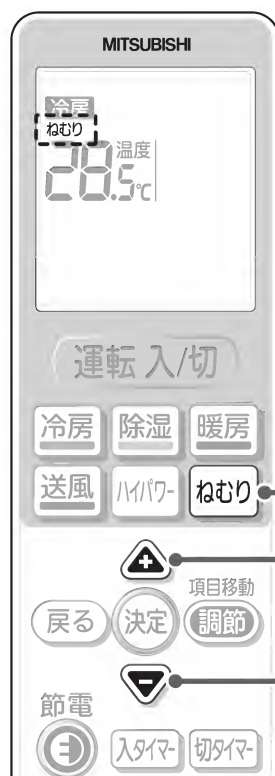 MITSUBISHI
冷房
ねむり
温度
28.5℃
運転 入/切
冷房 除湿 暖房
送風 ハイパワー ねむり
項目移動
戻る 決定 調節
節電
入タイマー 切タイマー